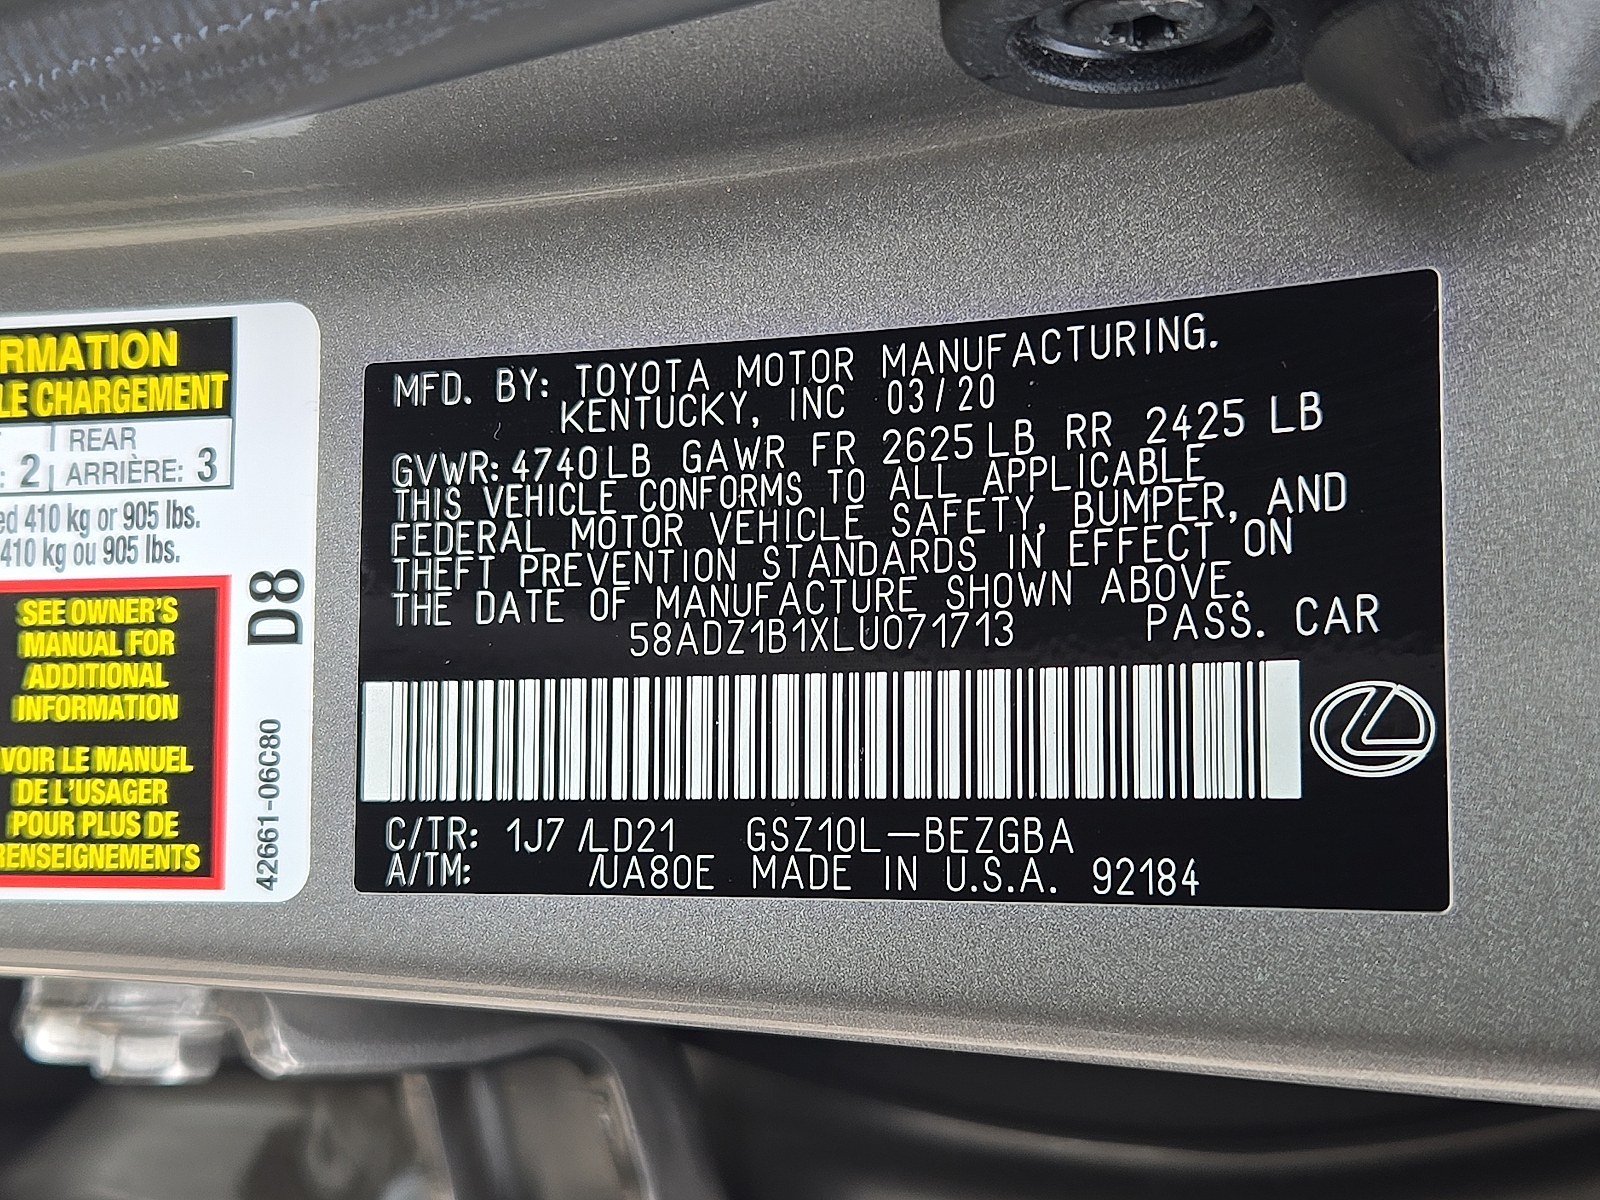 RMATION
LE CHARGEMENT
REAR
: 2 ARRIÈRE: 3
ed 410 kg or 905 lbs.
410 kg ou 905 lbs.
SEE OWNER'S
MANUAL FOR
ADDITIONAL
INFORMATION
VOIR LE MANUEL
DE L'USAGER
POUR PLUS DE
RENSEIGNEMENTS
D8
42661-06C80
MFD. BY: TOYOTA MOTOR MANUFACTURING.
KENTUCKY, INC 03/20
GVWR: 4740LB GAWR FR 2625LB RR 2425 LB
THIS VEHICLE CONFORMS TO ALL APPLICABLE
FEDERAL MOTOR VEHICLE SAFETY, BUMPER, AND
THEFT PREVENTION STANDARDS IN EFFECT ON
THE DATE OF MANUFACTURE SHOWN ABOVE.
58ADZ1B1XLU071713 PASS. CAR
C/TR: 1J7 /LD21 GSZ10L-BEZGBA
A/TM: /UA80E MADE IN U.S.A. 92184